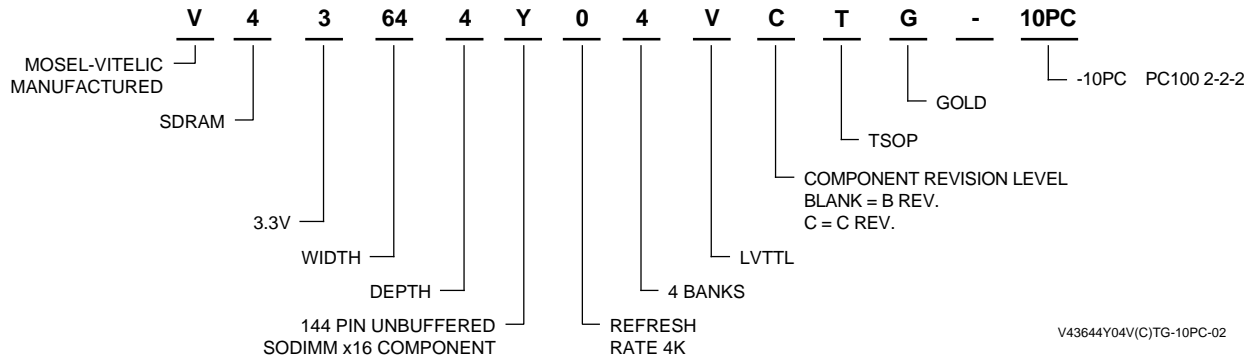 V 4 3 64 4 Y 0 4 V C T G - 10PC
MOSEL-VITELIC
MANUFACTURED
-10PC PC100 2-2-2
GOLD
SDRAM
TSOP
COMPONENT REVISION LEVEL
BLANK = B REV.
C = C REV.
3.3V
WIDTH
LVTTL
DEPTH
4 BANKS
144 PIN UNBUFFERED
SODIMM x16 COMPONENT
REFRESH
RATE 4K
V43644Y04V(C)TG-10PC-02